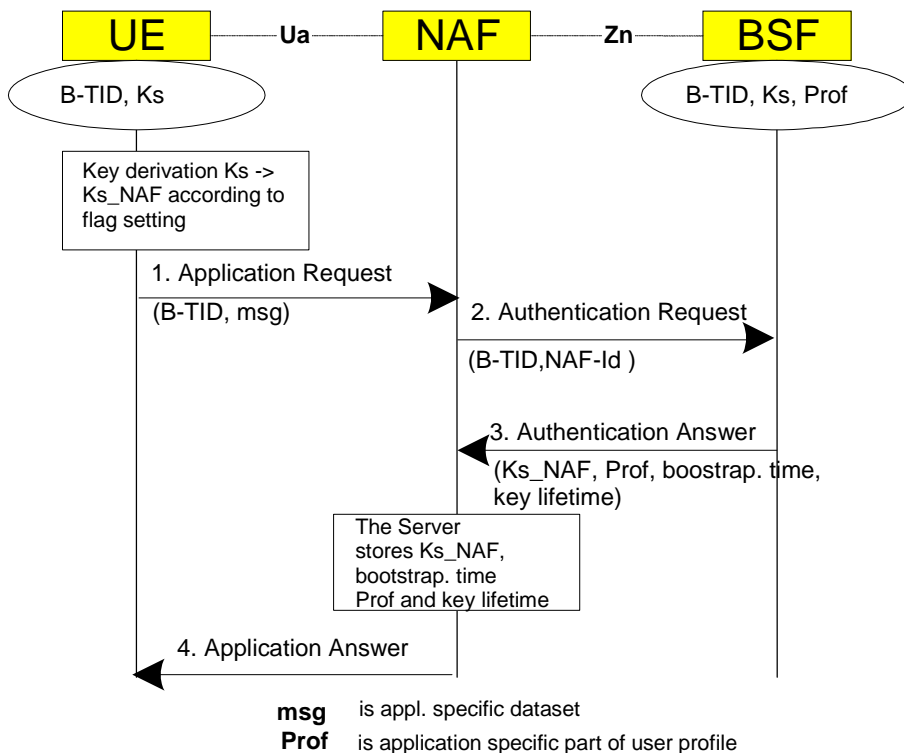 UE
Ua
NAF
Zn
BSF
B-TID, Ks
B-TID, Ks, Prof
Key derivation Ks ->
Ks_NAF according to
flag setting
1. Application Request
(B-TID, msg)
2. Authentication Request
(B-TID,NAF-Id )
3. Authentication Answer
(Ks_NAF, Prof, boostrap. time,
key lifetime)
The Server
stores Ks_NAF,
bootstrap. time
Prof and key lifetime
4. Application Answer
msg is appl. specific dataset
Prof is application specific part of user profile